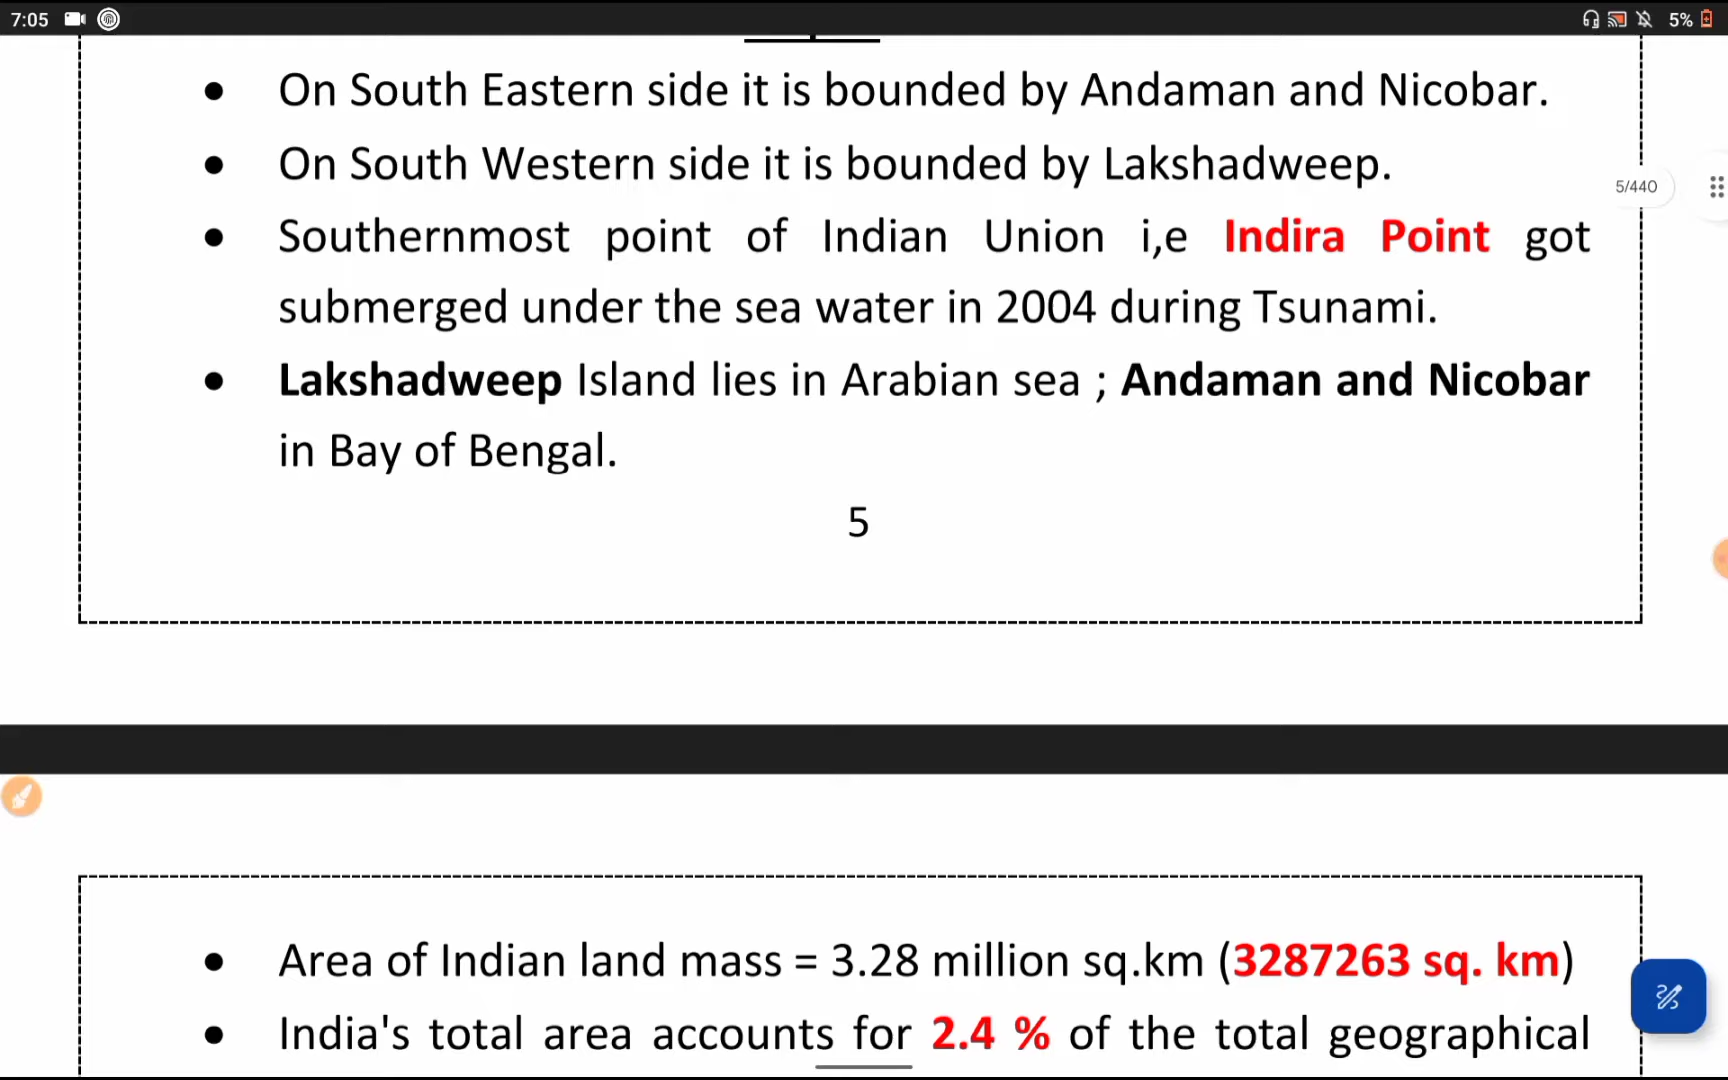 7:05
5%
• On South Eastern side it is bounded by Andaman and Nicobar.
• On South Western side it is bounded by Lakshadweep.
5/440
• Southernmost point of Indian Union i,e Indira Point got
submerged under the sea water in 2004 during Tsunami.
• Lakshadweep Island lies in Arabian sea ; Andaman and Nicobar
in Bay of Bengal.
5
• Area of Indian land mass = 3.28 million sq.km (3287263 sq. km)
• India's total area accounts for 2.4 % of the total geographical